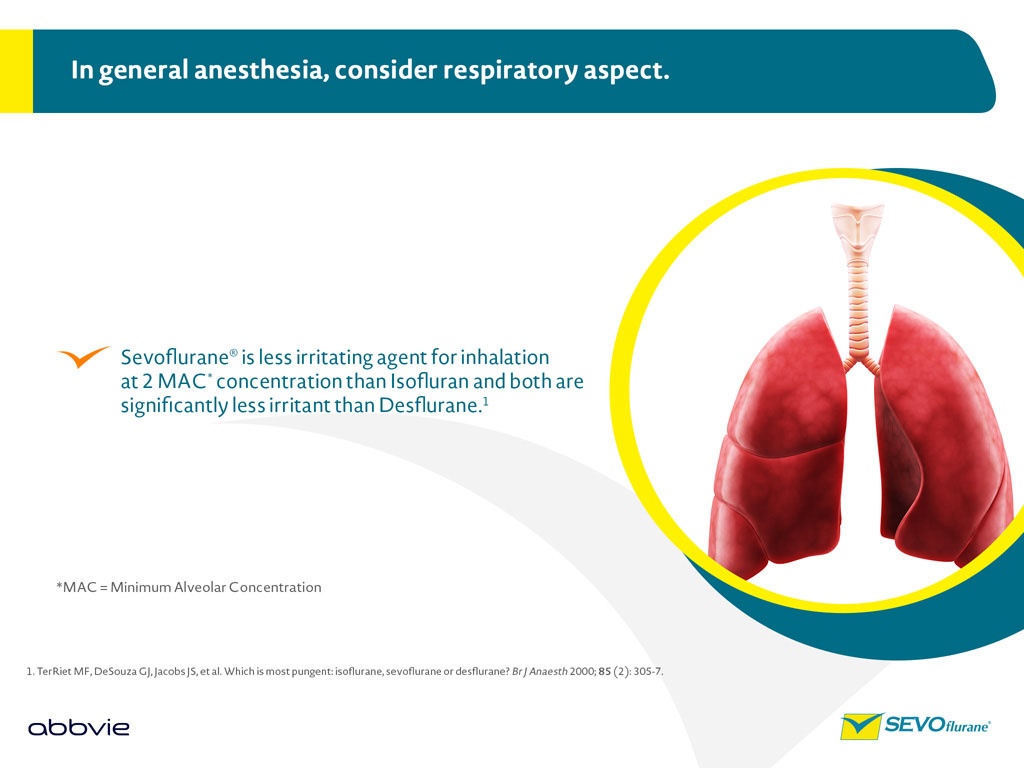 In general anesthesia, consider respiratory aspect.
Sevoflurane® is less irritating agent for inhalation
at 2 MAC* concentration than Isofluran and both are
significantly less irritant than Desflurane.1
*MAC = Minimum Alveolar Concentration
1. TerRiet MF, DeSouza GJ, Jacobs JS, et al. Which is most pungent: isoflurane, sevoflurane or desflurane? Br J Anaesth 2000; 85 (2): 305-7.
abbvie
SEVOflurane®